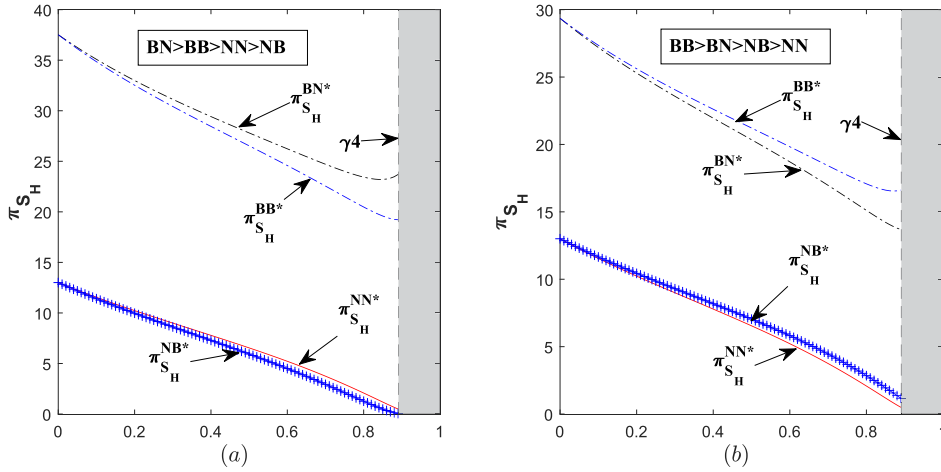 BN>BB>NN>NB
π_{S_H}^{BN*}
γ4
π_{S_H}^{BB*}
π_{S_H}^{NN*}
π_{S_H}^{NB*}
π_{S_H}
40
35
30
25
20
15
10
5
0
0 0.2 0.4 0.6 0.8 1
(a)
BB>BN>NB>NN
π_{S_H}^{BB*}
γ4
π_{S_H}^{BN*}
π_{S_H}^{NB*}
π_{S_H}^{NN*}
π_{S_H}
30
25
20
15
10
5
0
0 0.2 0.4 0.6 0.8 1
(b)